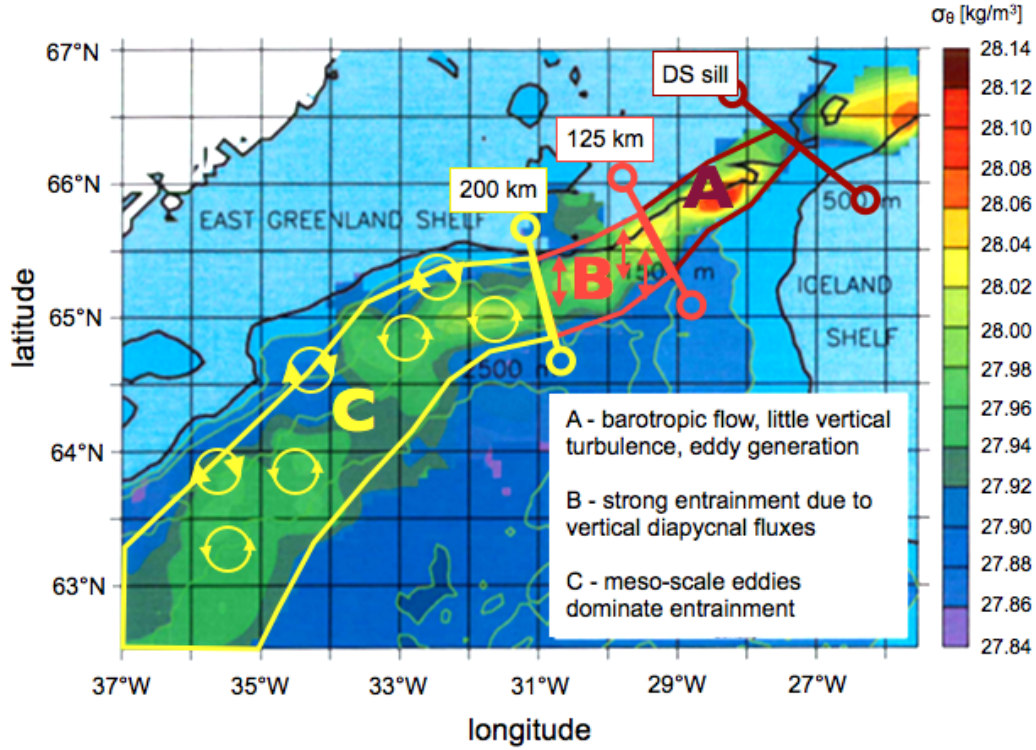 σθ [kg/m³]
67°N
66°N
65°N
64°N
63°N
latitude
DS sill
125 km
200 km
A
B
C
EAST GREENLAND SHELF
500 m
1500 m
2500 m
ICELAND
SHELF
A - barotropic flow, little vertical
turbulence, eddy generation
B - strong entrainment due to
vertical diapycnal fluxes
C - meso-scale eddies
dominate entrainment
28.14
28.12
28.10
28.08
28.06
28.04
28.02
28.00
27.98
27.96
27.94
27.92
27.90
27.88
27.86
27.84
37°W
35°W
33°W
31°W
29°W
27°W
longitude